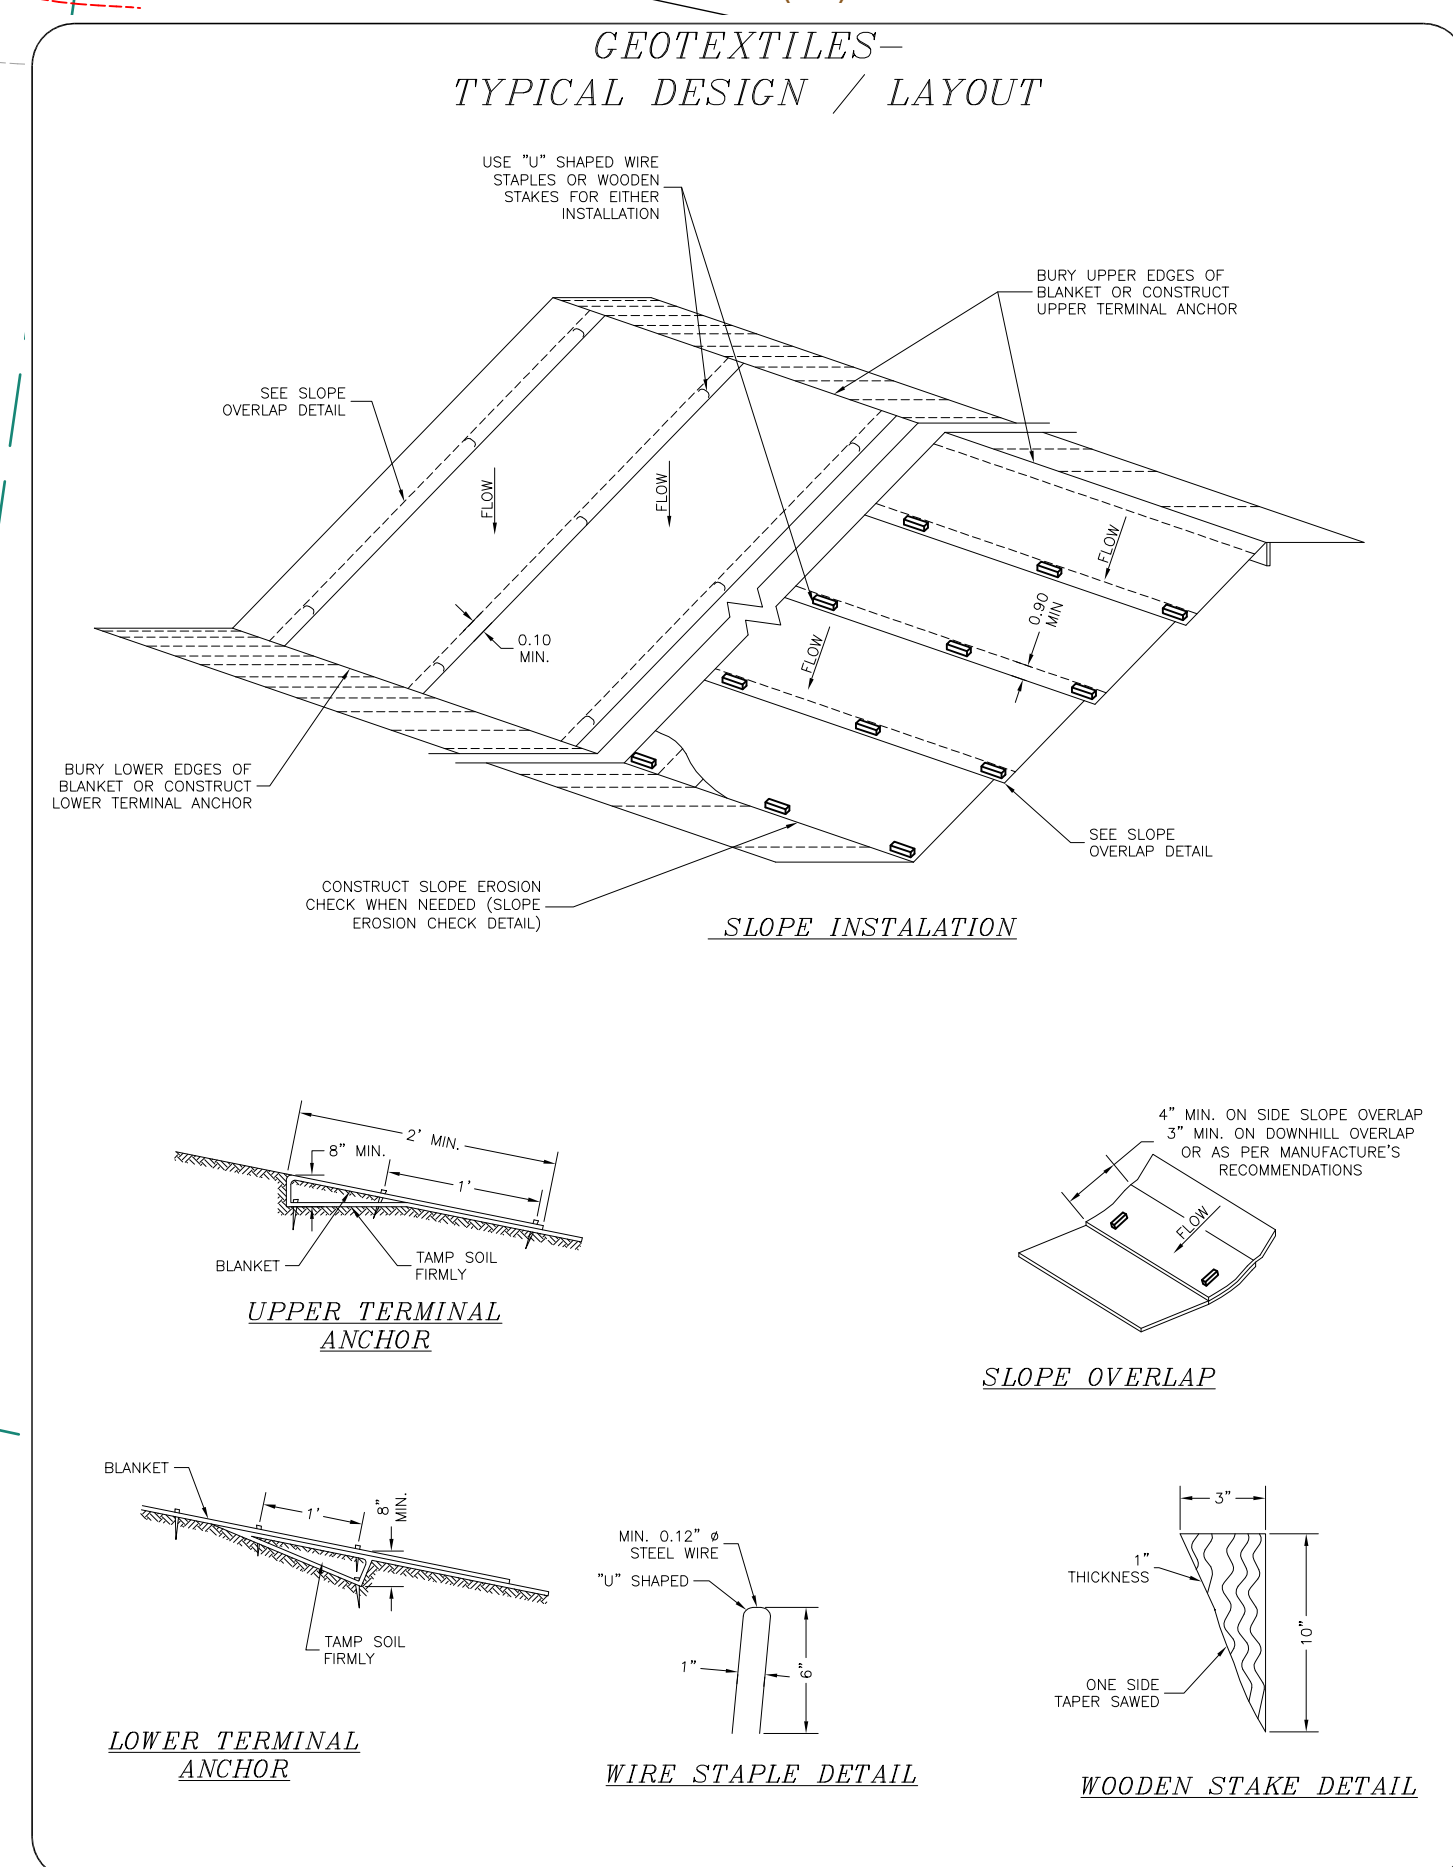 GEOTEXTILES-
TYPICAL DESIGN / LAYOUT
USE "U" SHAPED WIRE
STAPLES OR WOODEN
STAKES FOR EITHER
INSTALLATION
BURY UPPER EDGES OF
BLANKET OR CONSTRUCT
UPPER TERMINAL ANCHOR
SEE SLOPE
OVERLAP DETAIL
FLOW
FLOW
FLOW
0.90
MIN
0.10
MIN.
FLOW
BURY LOWER EDGES OF
BLANKET OR CONSTRUCT
LOWER TERMINAL ANCHOR
SEE SLOPE
OVERLAP DETAIL
CONSTRUCT SLOPE EROSION
CHECK WHEN NEEDED (SLOPE
EROSION CHECK DETAIL)
SLOPE INSTALATION
2' MIN.
8" MIN.
1'
BLANKET
TAMP SOIL
FIRMLY
UPPER TERMINAL
ANCHOR
4" MIN. ON SIDE SLOPE OVERLAP
3" MIN. ON DOWNHILL OVERLAP
OR AS PER MANUFACTURE'S
RECOMMENDATIONS
FLOW
SLOPE OVERLAP
BLANKET
1'
8"
MIN.
TAMP SOIL
FIRMLY
LOWER TERMINAL
ANCHOR
MIN. 0.12" ø
STEEL WIRE
"U" SHAPED
1"
6"
WIRE STAPLE DETAIL
3"
1"
THICKNESS
10"
ONE SIDE
TAPER SAWED
WOODEN STAKE DETAIL